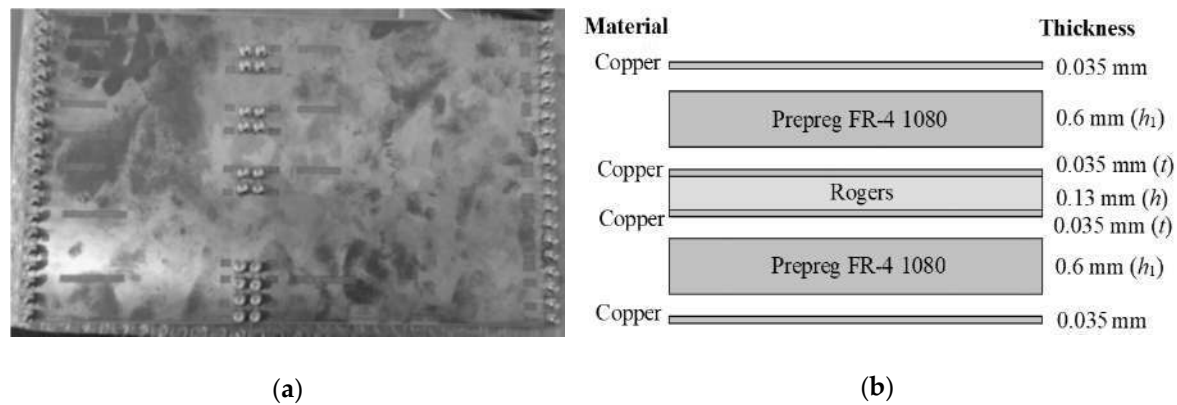 Material Thickness
Copper 0.035 mm
Prepreg FR-4 1080 0.6 mm (h₁)
Copper 0.035 mm (t)
Rogers 0.13 mm (h)
Copper 0.035 mm (t)
Prepreg FR-4 1080 0.6 mm (h₁)
Copper 0.035 mm
(a) (b)